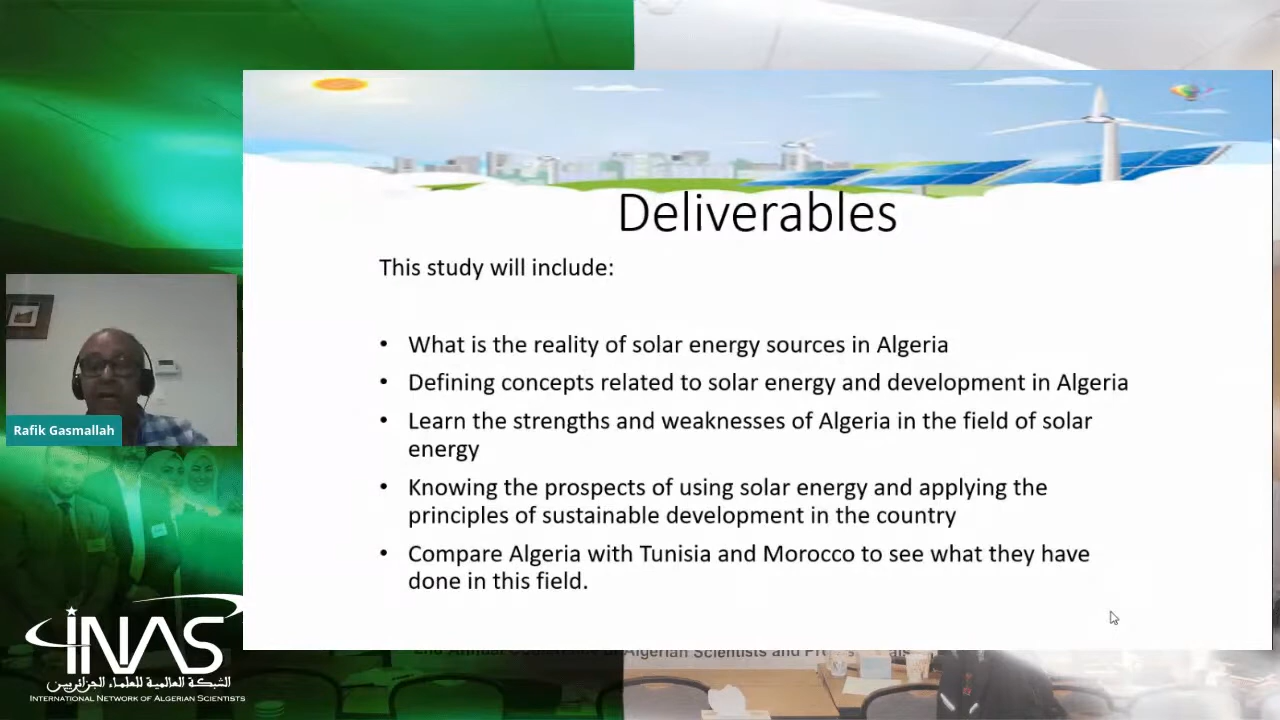 Deliverables
This study will include:
• What is the reality of solar energy sources in Algeria
• Defining concepts related to solar energy and development in Algeria
• Learn the strengths and weaknesses of Algeria in the field of solar
energy
• Knowing the prospects of using solar energy and applying the
principles of sustainable development in the country
• Compare Algeria with Tunisia and Morocco to see what they have
done in this field.
Rafik Gasmallah
INAS
الشبكة العالمية للعلماء الجزائريين
INTERNATIONAL NETWORK OF ALGERIAN SCIENTISTS
Algerian Scientists and